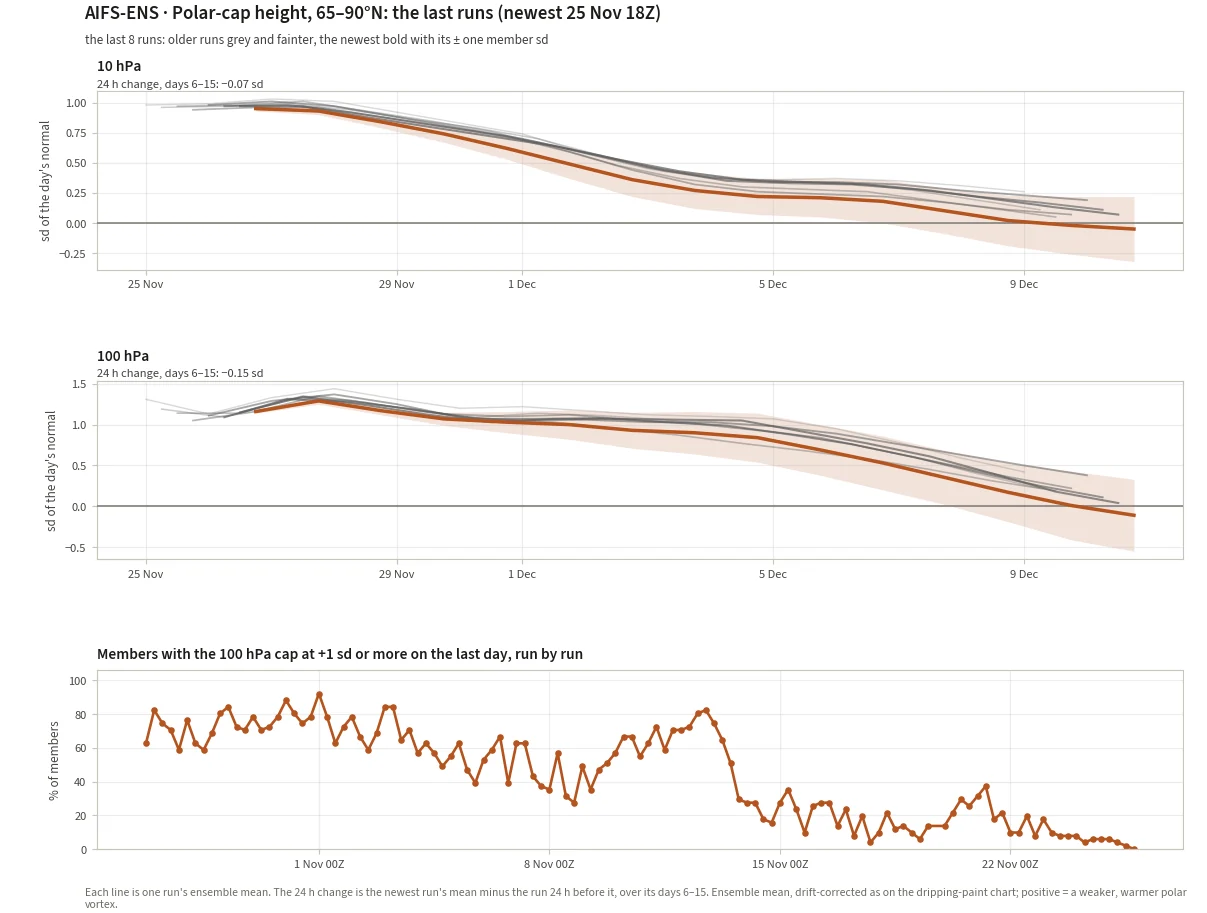 AIFS-ENS · Polar-cap height, 65–90°N: the last runs (newest 25 Nov 18Z)
the last 8 runs: older runs grey and fainter, the newest bold with its ± one member sd
10 hPa
24 h change, days 6–15: −0.07 sd
sd of the day's normal
1.00
0.75
0.50
0.25
0.00
−0.25
25 Nov 29 Nov 1 Dec 5 Dec 9 Dec
100 hPa
24 h change, days 6–15: −0.15 sd
sd of the day's normal
1.5
1.0
0.5
0.0
−0.5
25 Nov 29 Nov 1 Dec 5 Dec 9 Dec
Members with the 100 hPa cap at +1 sd or more on the last day, run by run
% of members
100
80
60
40
20
0
1 Nov 00Z 8 Nov 00Z 15 Nov 00Z 22 Nov 00Z
Each line is one run's ensemble mean. The 24 h change is the newest run's mean minus the run 24 h before it, over its days 6–15. Ensemble mean, drift-corrected as on the dripping-paint chart; positive = a weaker, warmer polar
vortex.